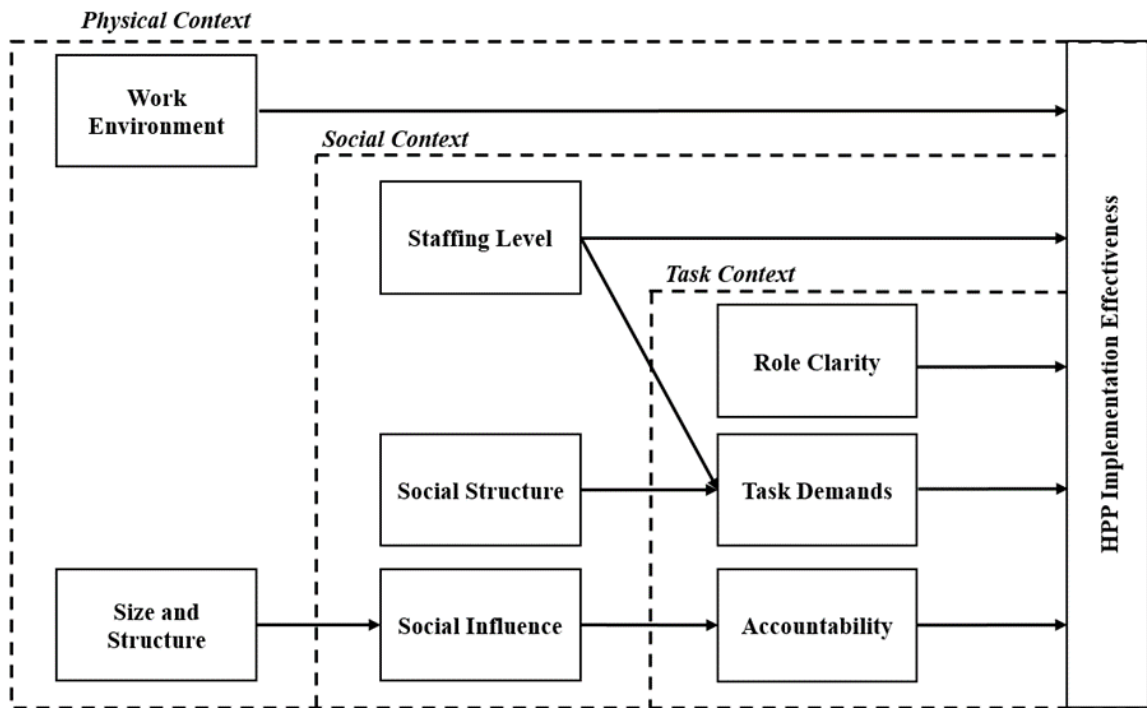 Physical Context
Work
Environment
Social Context
Staffing Level
Task Context
Role Clarity
Social Structure
Task Demands
Size and
Structure
Social Influence
Accountability
HPP Implementation Effectiveness